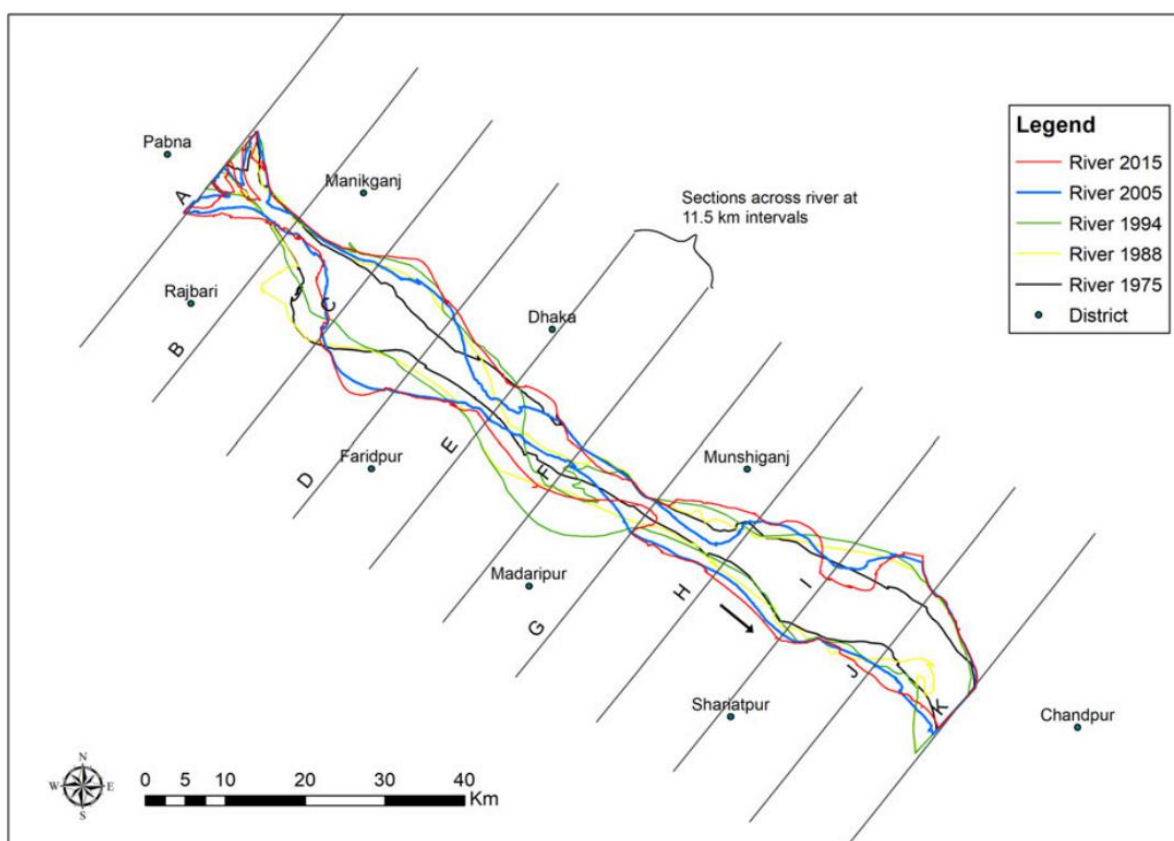 Pabna
A
Manikganj
Sections across river at
11.5 km intervals
Legend
River 2015
River 2005
River 1994
River 1988
River 1975
District
Rajbari
B
C
Dhaka
D
Faridpur
E
F
Munshiganj
Madaripur
G
H
I
Shariatpur
J
K
Chandpur
N
W
E
S
0 5 10 20 30 40
Km